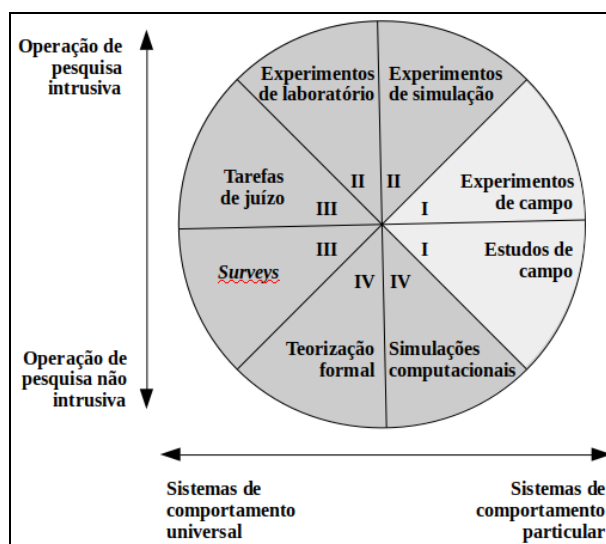 Operação de
pesquisa
intrusiva
Experimentos
de laboratório
Experimentos
de simulação
Tarefas
de juízo
II
II
Experimentos
de campo
III
I
III
I
Estudos de
campo
Surveys
IV
IV
Operação de
pesquisa não
intrusiva
Teorização
formal
Simulações
computacionais
Sistemas de
comportamento
universal
Sistemas de
comportamento
particular